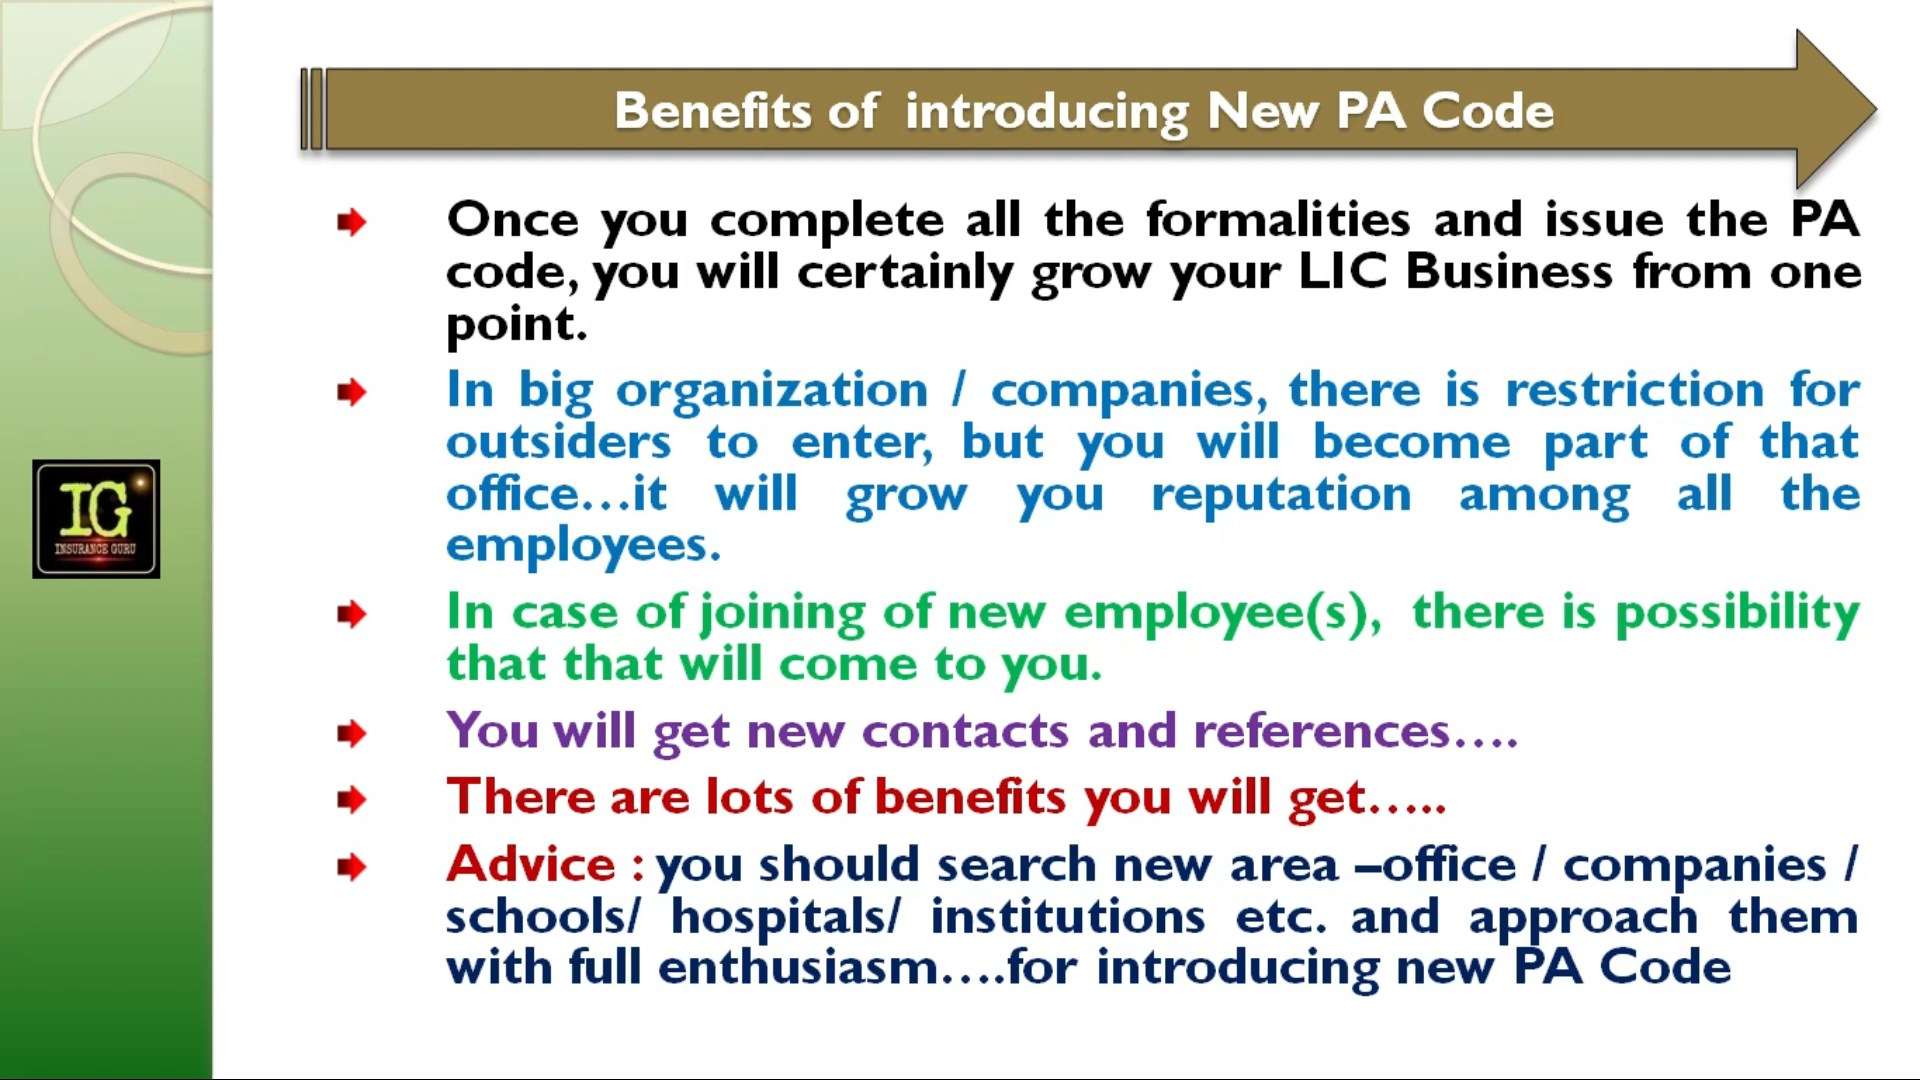 Benefits of introducing New PA Code
Once you complete all the formalities and issue the PA
code, you will certainly grow your LIC Business from one
point.
In big organization / companies, there is restriction for
outsiders to enter, but you will become part of that
office...it will grow you reputation among all the
employees.
In case of joining of new employee(s), there is possibility
that that will come to you.
You will get new contacts and references....
There are lots of benefits you will get.....
Advice : you should search new area –office / companies /
schools/ hospitals/ institutions etc. and approach them
with full enthusiasm....for introducing new PA Code
IG
INSURANCE GURU